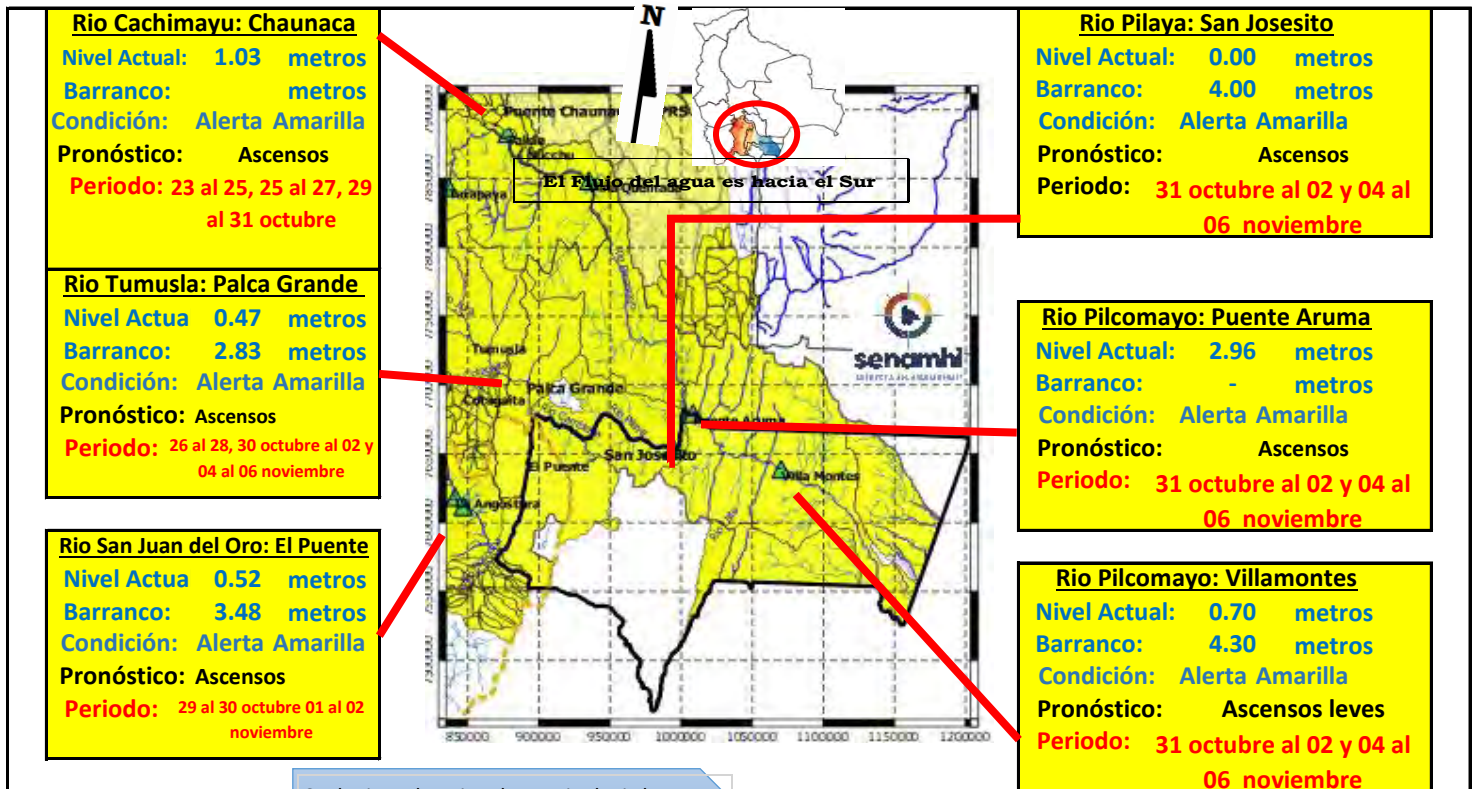 Rio Cachimayu: Chaunaca
Nivel Actual: 1.03 metros
Barranco: metros
Condición: Alerta Amarilla
Pronóstico: Ascensos
Periodo: 23 al 25, 25 al 27, 29
al 31 octubre
Rio Tumusla: Palca Grande
Nivel Actua 0.47 metros
Barranco: 2.83 metros
Condición: Alerta Amarilla
Pronóstico: Ascensos
Periodo: 26 al 28, 30 octubre al 02 y
04 al 06 noviembre
Rio San Juan del Oro: El Puente
Nivel Actua 0.52 metros
Barranco: 3.48 metros
Condición: Alerta Amarilla
Pronóstico: Ascensos
Periodo: 29 al 30 octubre 01 al 02
noviembre
N
Puente Chauna
El Flujo del agua es hacia el Sur
Tumusla
Palca Grande
Cotagaita
Puente Aruma
San Josesito
El Puente
Villa Montes
Angostura
senamhi
850000 900000 950000 1000000 1050000 1100000 1150000 1200000
Rio Pilaya: San Josesito
Nivel Actual: 0.00 metros
Barranco: 4.00 metros
Condición: Alerta Amarilla
Pronóstico: Ascensos
Periodo: 31 octubre al 02 y 04 al
06 noviembre
Rio Pilcomayo: Puente Aruma
Nivel Actual: 2.96 metros
Barranco: - metros
Condición: Alerta Amarilla
Pronóstico: Ascensos
Periodo: 31 octubre al 02 y 04 al
06 noviembre
Rio Pilcomayo: Villamontes
Nivel Actual: 0.70 metros
Barranco: 4.30 metros
Condición: Alerta Amarilla
Pronóstico: Ascensos leves
Periodo: 31 octubre al 02 y 04 al
06 noviembre